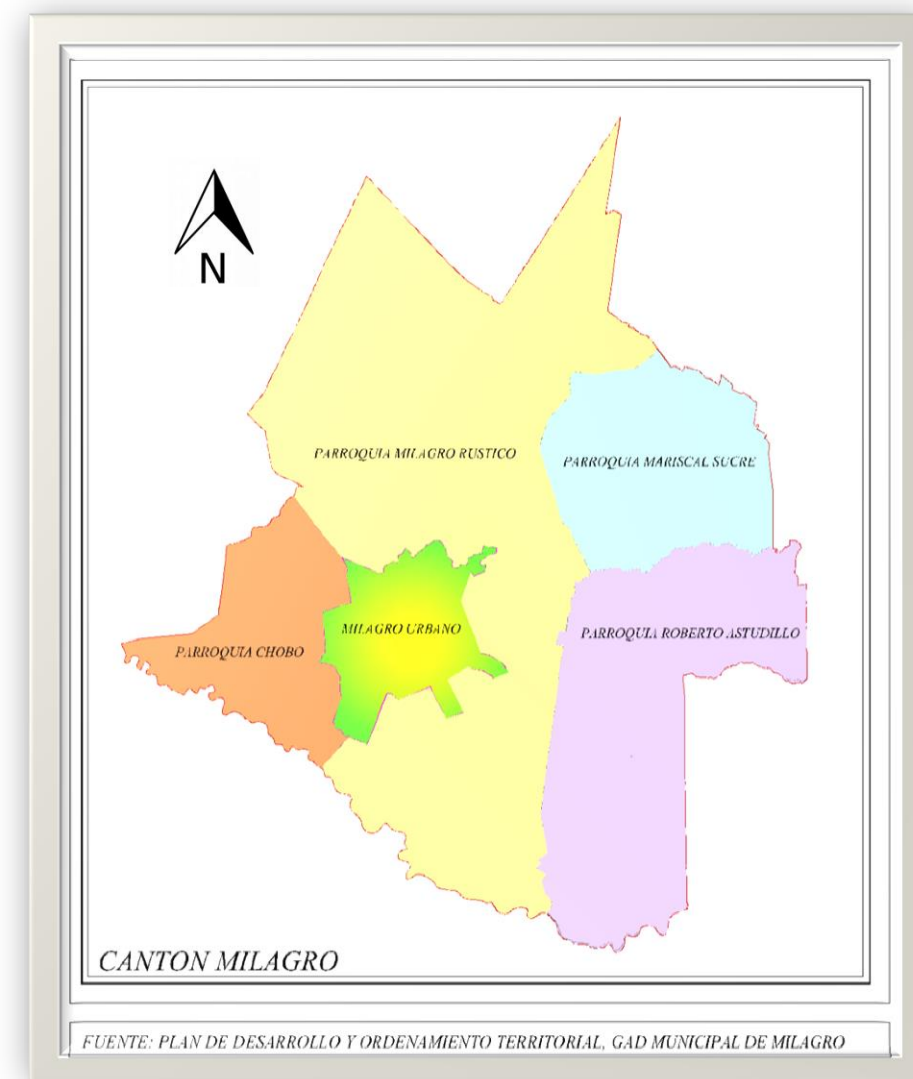 N
PARROQUIA MILAGRO RUSTICO
PARROQUIA MARISCAL SUCRE
MILAGRO URBANO
PARROQUIA ROBERTO ASTUDILLO
PARROQUIA CHOBO
CANTON MILAGRO
FUENTE: PLAN DE DESARROLLO Y ORDENAMIENTO TERRITORIAL, GAD MUNICIPAL DE MILAGRO